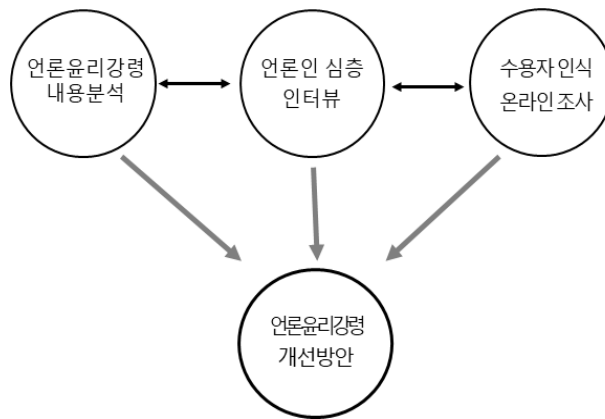 언론윤리강령
내용분석
언론인 심층
인터뷰
수용자 인식
온라인 조사
언론윤리강령
개선방안